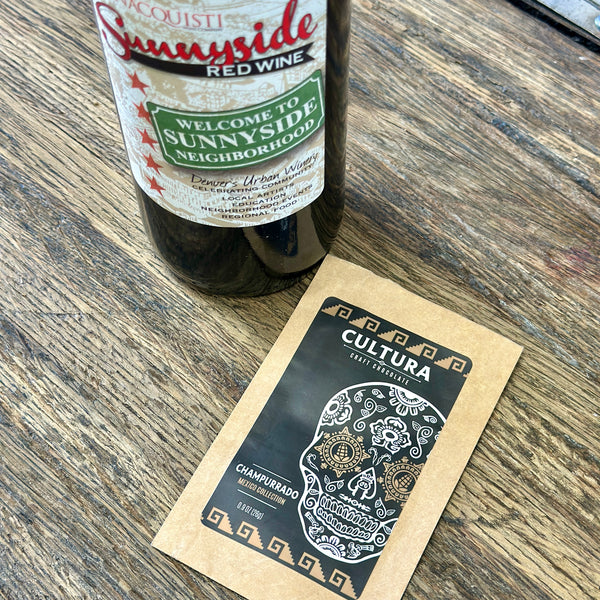 NACQUISTI
Sunnyside
RED WINE
WELCOME TO
SUNNYSIDE
NEIGHBORHOOD
Denver's Urban Winery
CELEBRATING COMMUNITY
LOCAL ARTISTS
EDUCATION
NEIGHBORHOOD EVENTS
REGIONAL FOOD
CULTURA
CRAFT CHOCOLATE
CHAMPURRADO
MEXICO COLLECTION
0.9 OZ (26g)